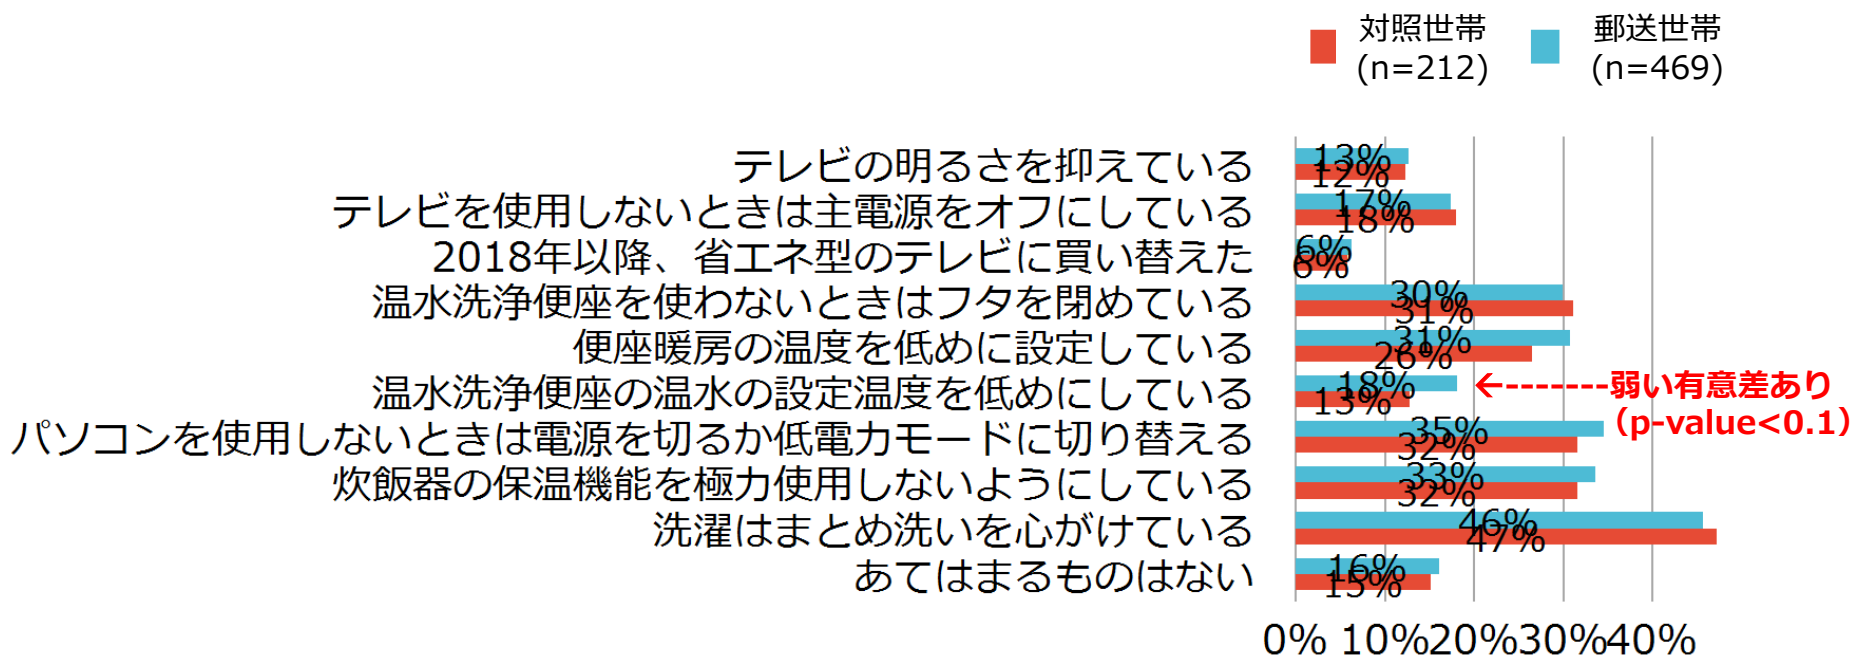 対照世帯
(n=212)
郵送世帯
(n=469)
テレビの明るさを抑えている
13%
12%
テレビを使用しないときは主電源をオフにしている
17%
18%
2018年以降、省エネ型のテレビに買い替えた
6%
6%
温水洗浄便座を使わないときはフタを閉めている
30%
31%
便座暖房の温度を低めに設定している
31%
26%
温水洗浄便座の温水の設定温度を低めにしている
18%
13%
←-------弱い有意差あり
（p-value<0.1）
パソコンを使用しないときは電源を切るか低電力モードに切り替える
35%
32%
炊飯器の保温機能を極力使用しないようにしている
33%
32%
洗濯はまとめ洗いを心がけている
46%
47%
あてはまるものはない
16%
15%
0% 10% 20% 30% 40%